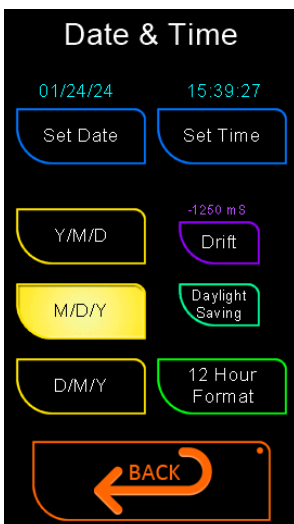 Date & Time
01/24/24 15:39:27
Set Date Set Time
-1250 mS
Y/M/D Drift
M/D/Y
Daylight
Saving
D/M/Y
12 Hour
Format
BACK